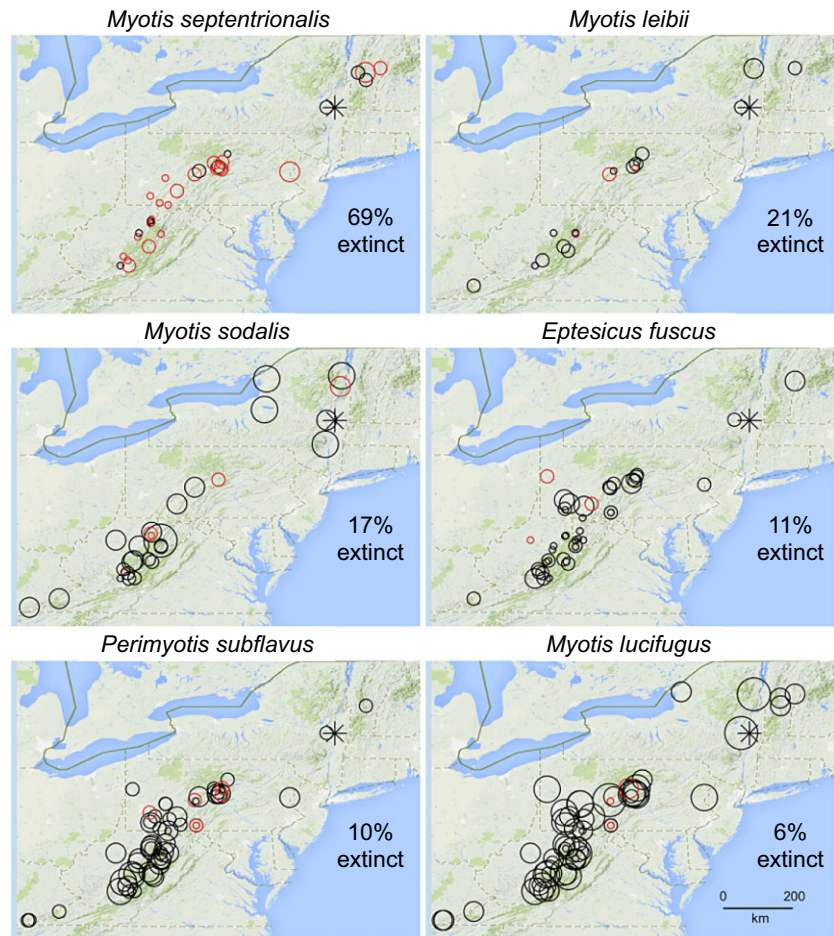 Myotis septentrionalis
Myotis leibii
69%
extinct
21%
extinct
Myotis sodalis
Eptesicus fuscus
17%
extinct
11%
extinct
Perimyotis subflavus
Myotis lucifugus
10%
extinct
6%
extinct
0 200
km